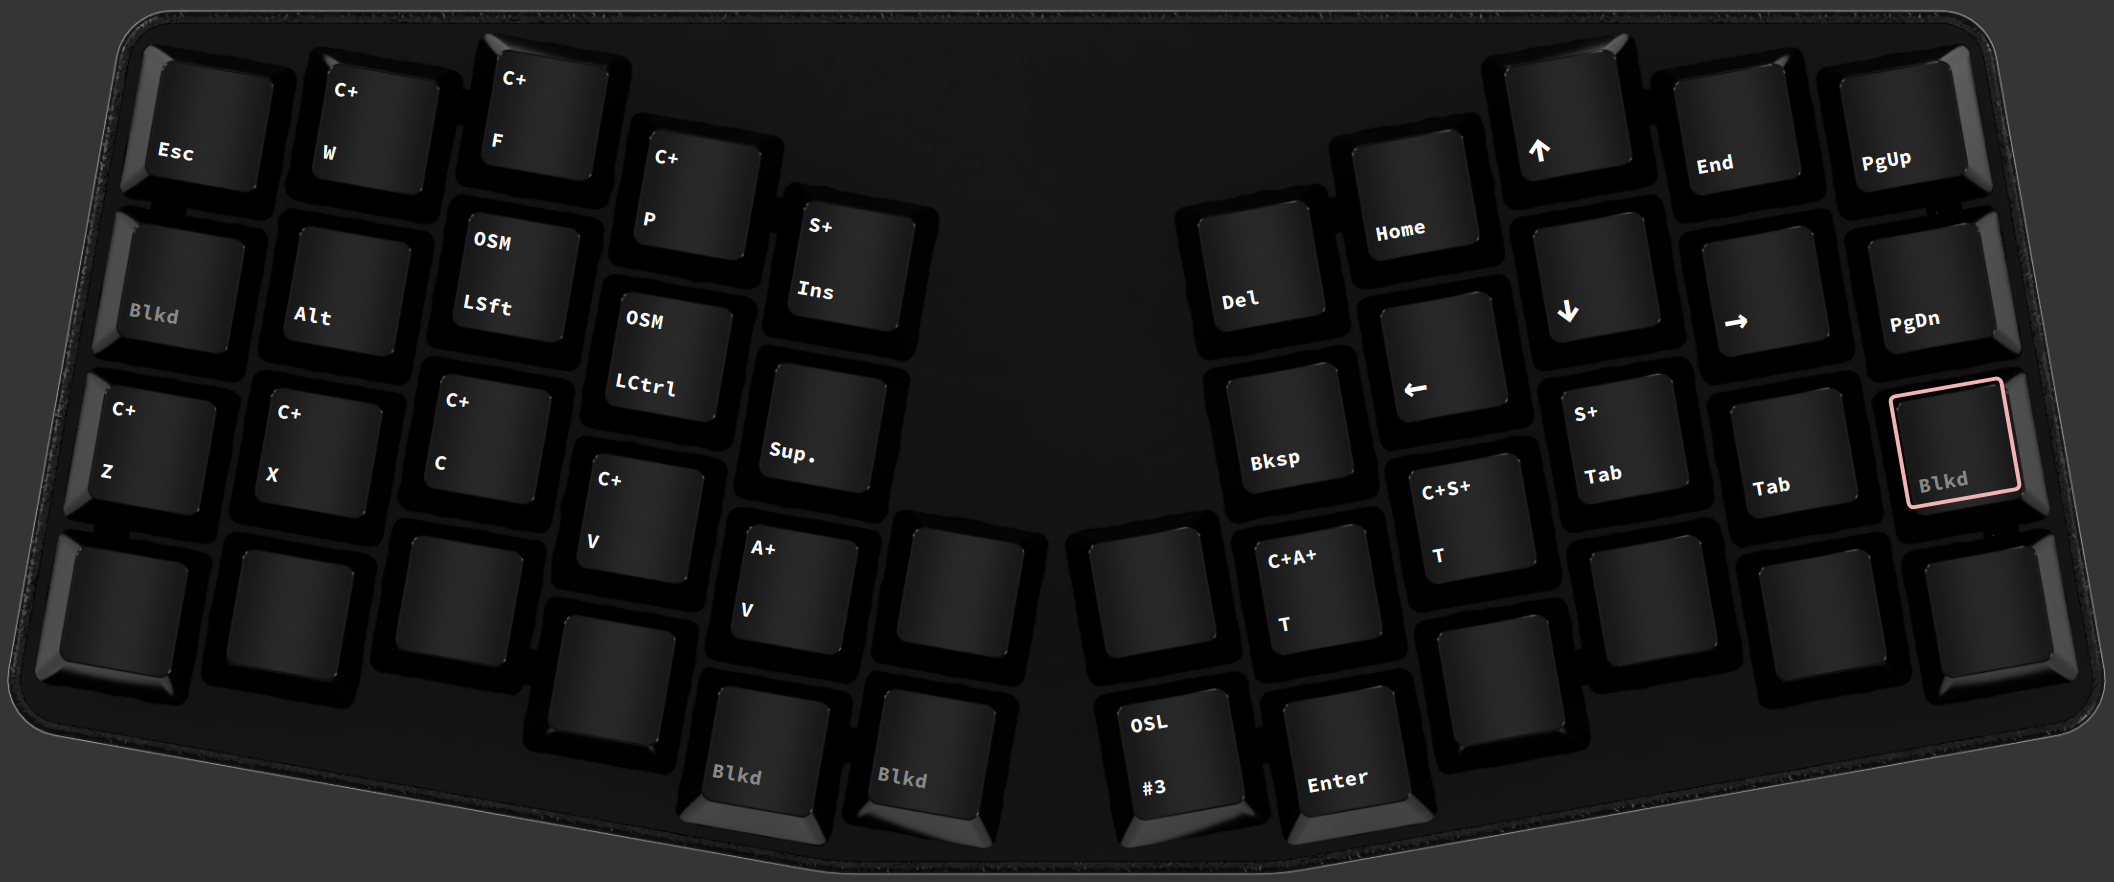 Esc
C+
W
C+
F
C+
P
S+
Ins
Del
Home
↑
End
PgUp
Blkd
Alt
OSM
LSft
OSM
LCtrl
Sup.
Bksp
←
↓
→
PgDn
C+
Z
C+
X
C+
C
C+
V
A+
V
C+A+
T
C+S+
T
S+
Tab
Tab
Blkd
Blkd
Blkd
OSL
#3
Enter